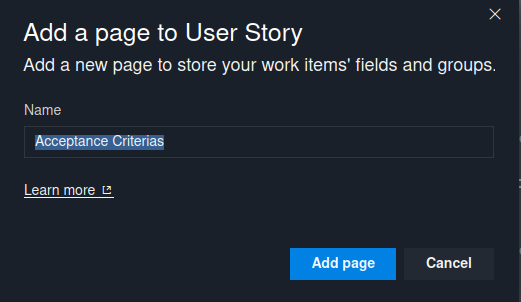 Add a page to User Story
Add a new page to store your work items' fields and groups.
Name
Acceptance Criterias
Learn more
Add page
Cancel